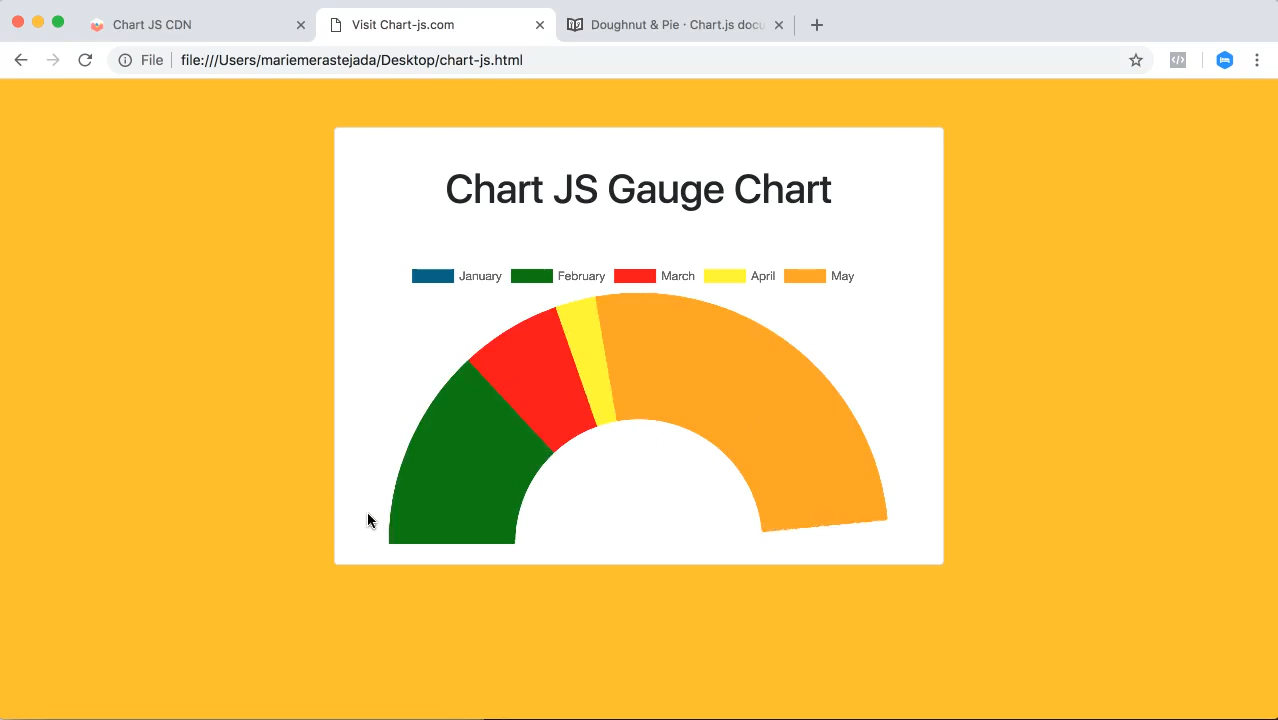 Chart JS CDN
Visit Chart-js.com
Doughnut & Pie · Chart.js docu
File
file:///Users/mariemerastejada/Desktop/chart-js.html
Chart JS Gauge Chart
January February March April May